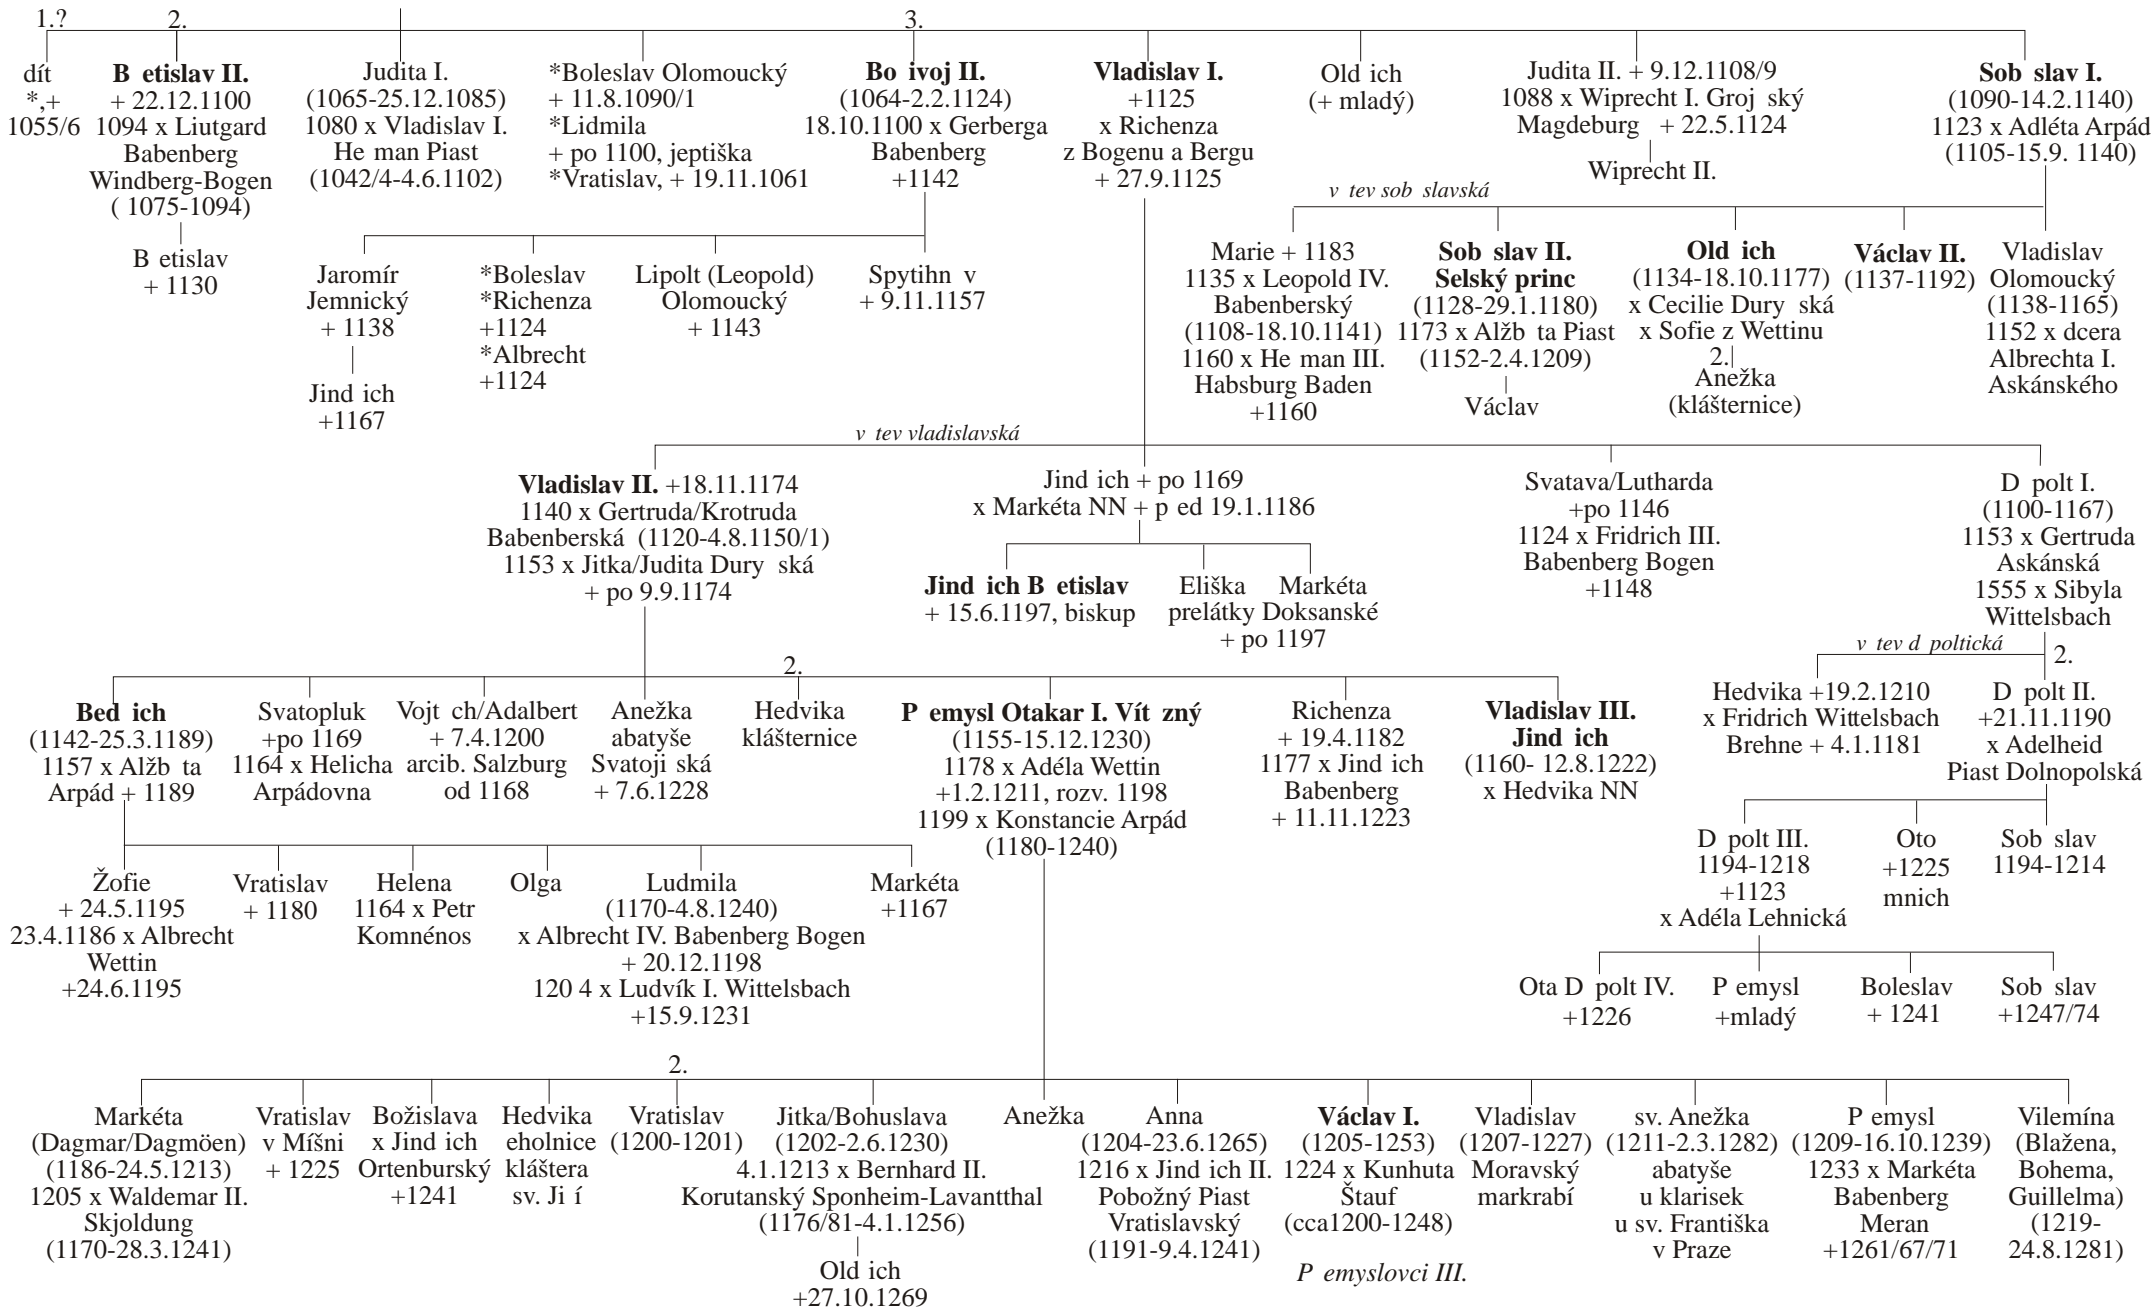 1.?
2.
3.
dít
*,+
1055/6
B etislav II.
+ 22.12.1100
1094 x Liutgard
Babenberg
Windberg-Bogen
( 1075-1094)
B etislav
+ 1130
Judita I.
(1065-25.12.1085)
1080 x Vladislav I.
He man Piast
(1042/4-4.6.1102)
*Boleslav Olomoucký
+ 11.8.1090/1
*Lidmila
+ po 1100, jeptiška
*Vratislav, + 19.11.1061
Bo ivoj II.
(1064-2.2.1124)
18.10.1100 x Gerberga
Babenberg
+1142
Vladislav I.
+1125
x Richenza
z Bogenu a Bergu
+ 27.9.1125
Old ich
(+ mladý)
Judita II. + 9.12.1108/9
1088 x Wiprecht I. Groj ský
Magdeburg + 22.5.1124
Wiprecht II.
Sob slav I.
(1090-14.2.1140)
1123 x Adléta Arpád
(1105-15.9. 1140)
Jaromír
Jemnický
+ 1138
Jind ich
+1167
*Boleslav
*Richenza
+1124
*Albrecht
+1124
Lipolt (Leopold)
Olomoucký
+ 1143
Spytihn v
+ 9.11.1157
v tev sob slavská
Marie + 1183
1135 x Leopold IV.
Babenberský
(1108-18.10.1141)
1160 x He man III.
Habsburg Baden
+1160
Sob slav II.
Selský princ
(1128-29.1.1180)
1173 x Alžb ta Piast
(1152-2.4.1209)
Václav
Old ich
(1134-18.10.1177)
x Cecilie Dury ská
x Sofie z Wettinu
2.
Anežka
(klášternice)
Václav II.
(1137-1192)
Vladislav
Olomoucký
(1138-1165)
1152 x dcera
Albrechta I.
Askánského
v tev vladislavská
Vladislav II. +18.11.1174
1140 x Gertruda/Krotruda
Babenberská (1120-4.8.1150/1)
1153 x Jitka/Judita Dury ská
+ po 9.9.1174
Jind ich + po 1169
x Markéta NN + p ed 19.1.1186
Jind ich B etislav
+ 15.6.1197, biskup
Eliška
Markéta
prelátky Doksanské
+ po 1197
Svatava/Lutharda
+po 1146
1124 x Fridrich III.
Babenberg Bogen
+1148
D polt I.
(1100-1167)
1153 x Gertruda
Askánská
1555 x Sibyla
Wittelsbach
v tev d poltická
2.
2.
Bed ich
(1142-25.3.1189)
1157 x Alžb ta
Arpád + 1189
Svatopluk
+po 1169
1164 x Helicha
Arpádovna
Vojt ch/Adalbert
+ 7.4.1200
arcib. Salzburg
od 1168
Anežka
abatyše
Svatoji ská
+ 7.6.1228
Hedvika
klášternice
P emysl Otakar I. Vít zný
(1155-15.12.1230)
1178 x Adéla Wettin
+1.2.1211, rozv. 1198
1199 x Konstancie Arpád
(1180-1240)
Richenza
+ 19.4.1182
1177 x Jind ich
Babenberg
+ 11.11.1223
Vladislav III.
Jind ich
(1160- 12.8.1222)
x Hedvika NN
Hedvika +19.2.1210
x Fridrich Wittelsbach
Brehne + 4.1.1181
D polt II.
+21.11.1190
x Adelheid
Piast Dolnopolská
Žofie
+ 24.5.1195
23.4.1186 x Albrecht
Wettin
+24.6.1195
Vratislav
+ 1180
Helena
1164 x Petr
Komnénos
Olga
Ludmila
(1170-4.8.1240)
x Albrecht IV. Babenberg Bogen
+ 20.12.1198
120 4 x Ludvík I. Wittelsbach
+15.9.1231
Markéta
+1167
D polt III.
1194-1218
+1123
x Adéla Lehnická
Oto
+1225
mnich
Sob slav
1194-1214
Ota D polt IV.
+1226
P emysl
+mladý
Boleslav
+ 1241
Sob slav
+1247/74
2.
Markéta
(Dagmar/Dagmöen)
(1186-24.5.1213)
1205 x Waldemar II.
Skjoldung
(1170-28.3.1241)
Vratislav
v Míšni
+ 1225
Božislava
x Jind ich
Ortenburský
+1241
Hedvika
eholnice
kláštera
sv. Ji í
Vratislav
(1200-1201)
Jitka/Bohuslava
(1202-2.6.1230)
4.1.1213 x Bernhard II.
Korutanský Sponheim-Lavantthal
(1176/81-4.1.1256)
Old ich
+27.10.1269
Anežka
Anna
(1204-23.6.1265)
1216 x Jind ich II.
Pobožný Piast
Vratislavský
(1191-9.4.1241)
Václav I.
(1205-1253)
1224 x Kunhuta
Štauf
(cca1200-1248)
P emyslovci III.
Vladislav
(1207-1227)
Moravský
markrabí
sv. Anežka
(1211-2.3.1282)
abatyše
u klarisek
u sv. Františka
v Praze
P emysl
(1209-16.10.1239)
1233 x Markéta
Babenberg
Meran
+1261/67/71
Vilemína
(Blažena,
Bohema,
Guillelma)
(1219-
24.8.1281)